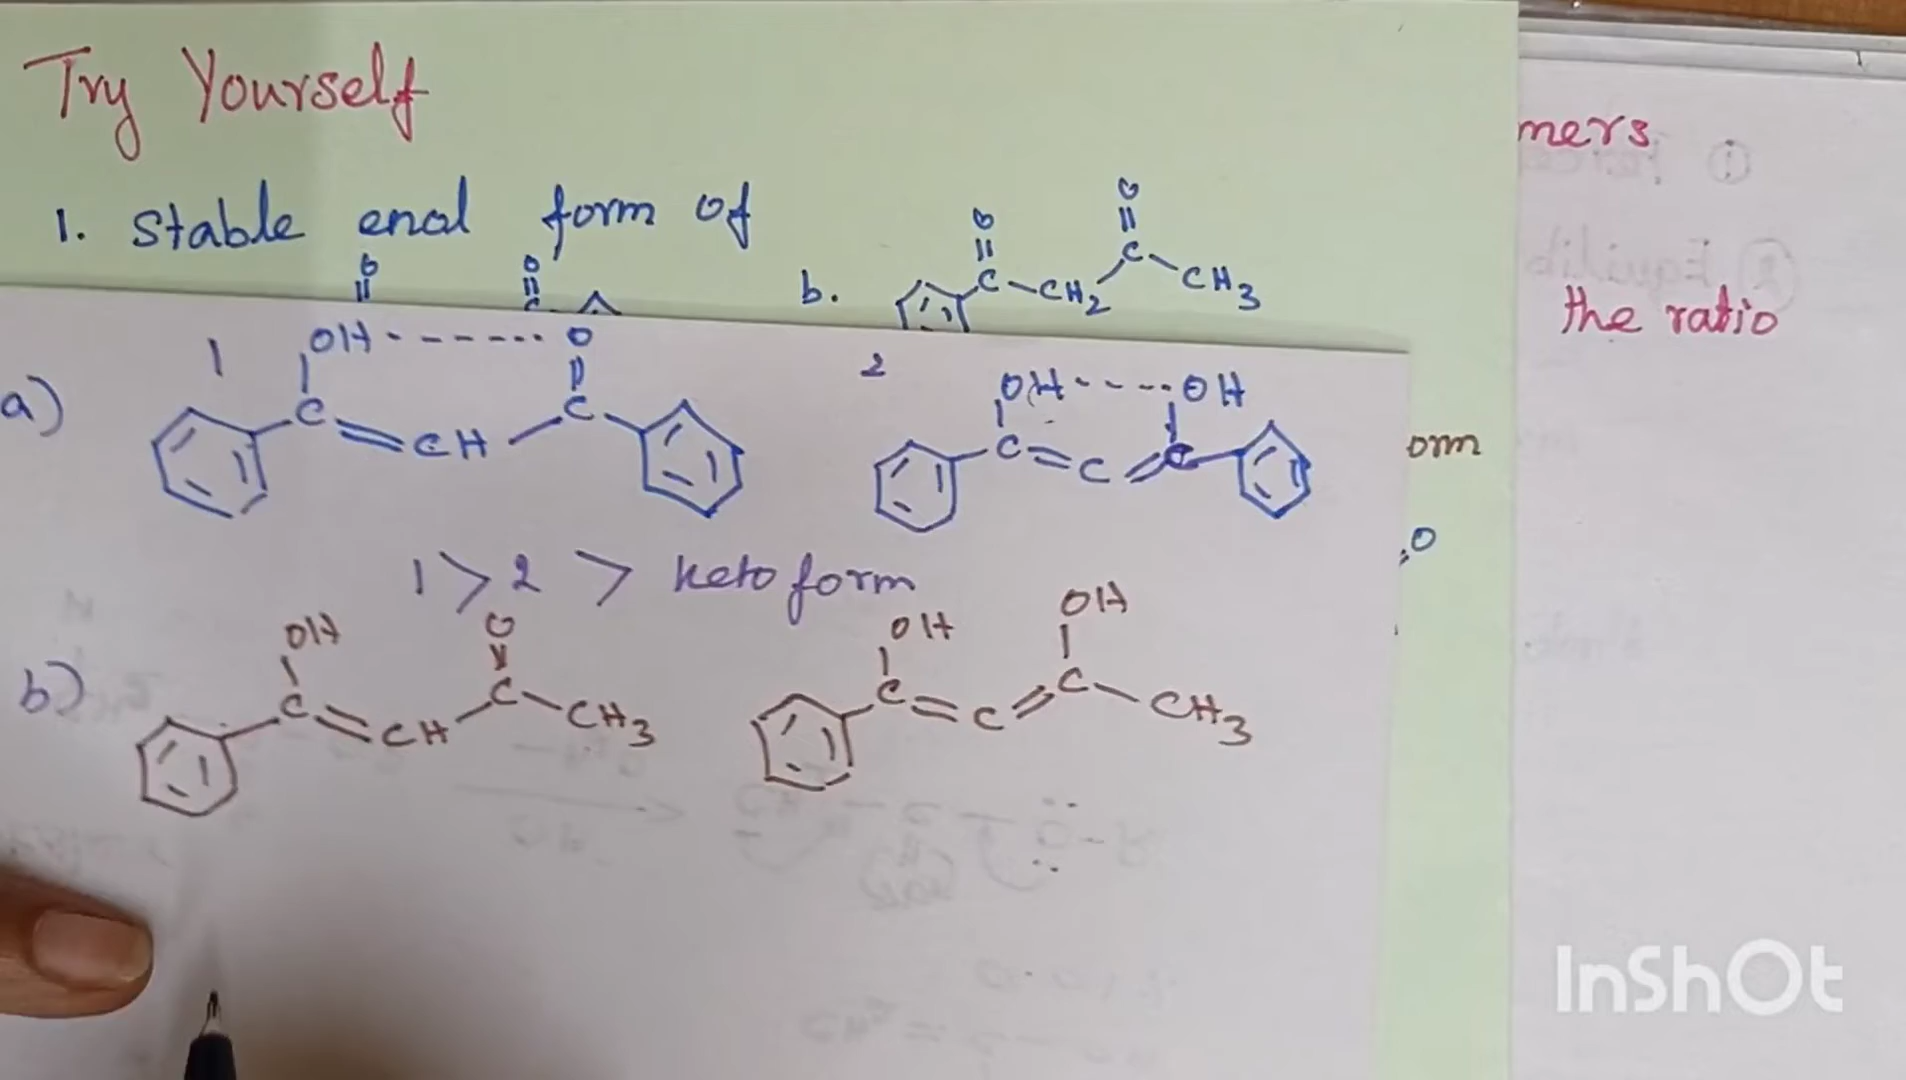 Try Yourself
1. Stable enol form of
O O
b. O O
C-CH2 C-CH3
mers
the ratio
a) 1 OH------O
C=CH-C
2 OH----OH
C=C=C
orm
O
1>2 > keto form
b) OH O
C=CH-C-CH3
OH OH
C=C=C-CH3
InShOt